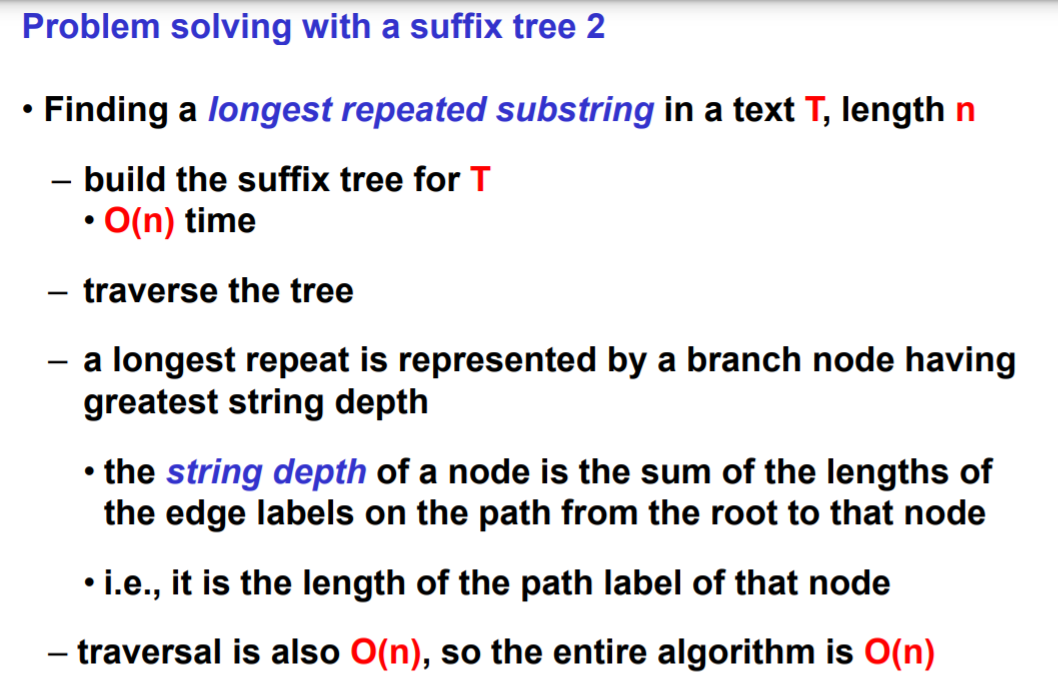 Problem solving with a suffix tree 2
• Finding a longest repeated substring in a text T, length n
– build the suffix tree for T
• O(n) time
– traverse the tree
– a longest repeat is represented by a branch node having
greatest string depth
• the string depth of a node is the sum of the lengths of
the edge labels on the path from the root to that node
• i.e., it is the length of the path label of that node
– traversal is also O(n), so the entire algorithm is O(n)